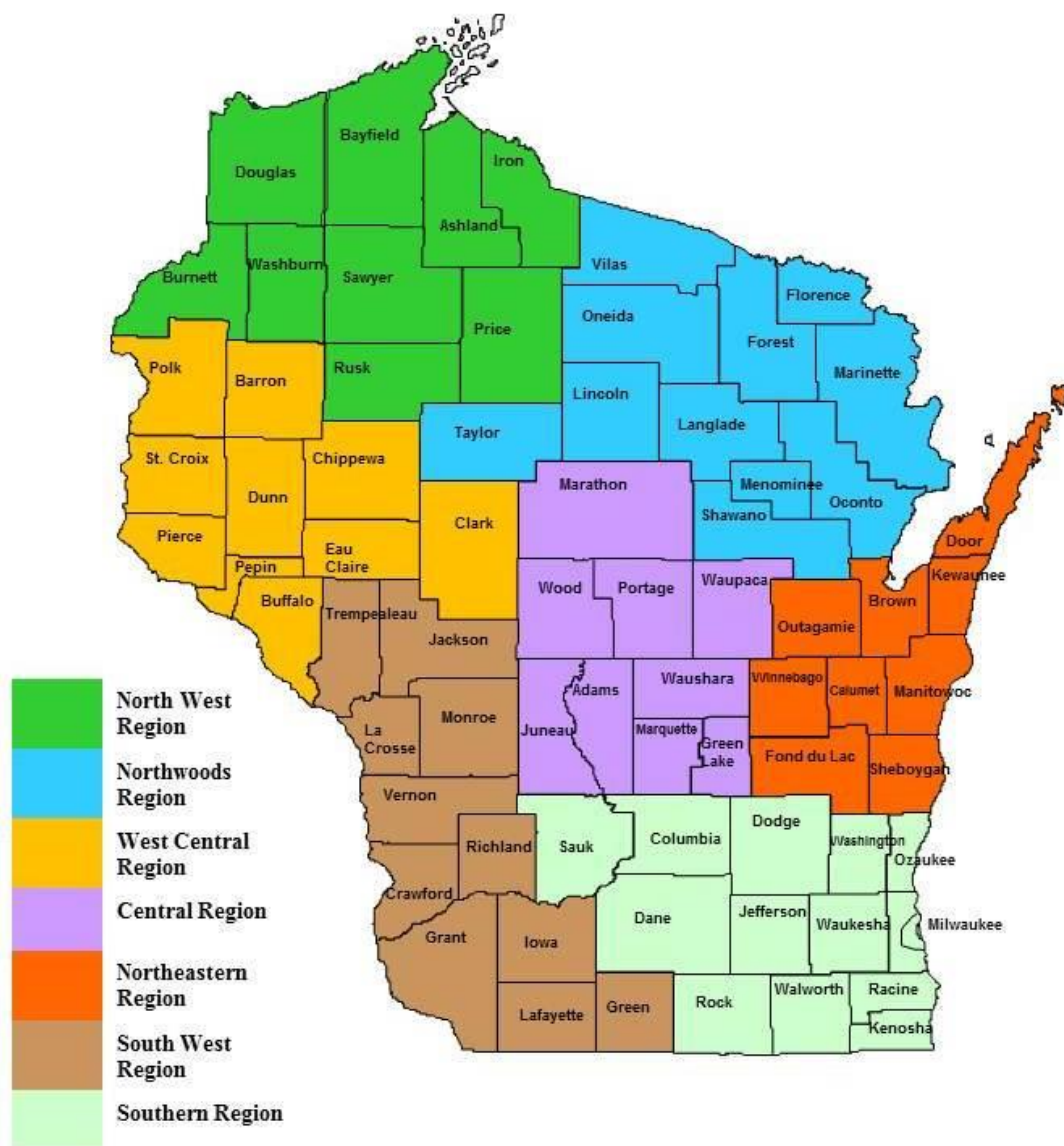 Bayfield
Douglas
Iron
Ashland
Burnett
Washburn
Sawyer
Vilas
Florence
Oneida
Price
Forest
Polk
Barron
Rusk
Marinette
Lincoln
Taylor
Langlade
St. Croix
Chippewa
Marathon
Menominee
Dunn
Oconto
Shawano
Clark
Pierce
Door
Eau
Claire
Pepin
Wood
Portage
Waupaca
Kewaunee
Buffalo
Brown
Trempealeau
Outagamie
Jackson
Waushara
Winnebago
Adams
Calumet
Manitowoc
Monroe
La
Crosse
Juneau
Marquette
Green
Lake
Fond du Lac
Sheboygan
Vernon
Dodge
Columbia
Washington
Richland
Sauk
Ozaukee
Crawford
Dane
Jefferson
Waukesha
Milwaukee
Grant
Iowa
Walworth
Racine
Rock
Lafayette
Green
Kenosha
North West
Region
Northwoods
Region
West Central
Region
Central Region
Northeastern
Region
South West
Region
Southern Region